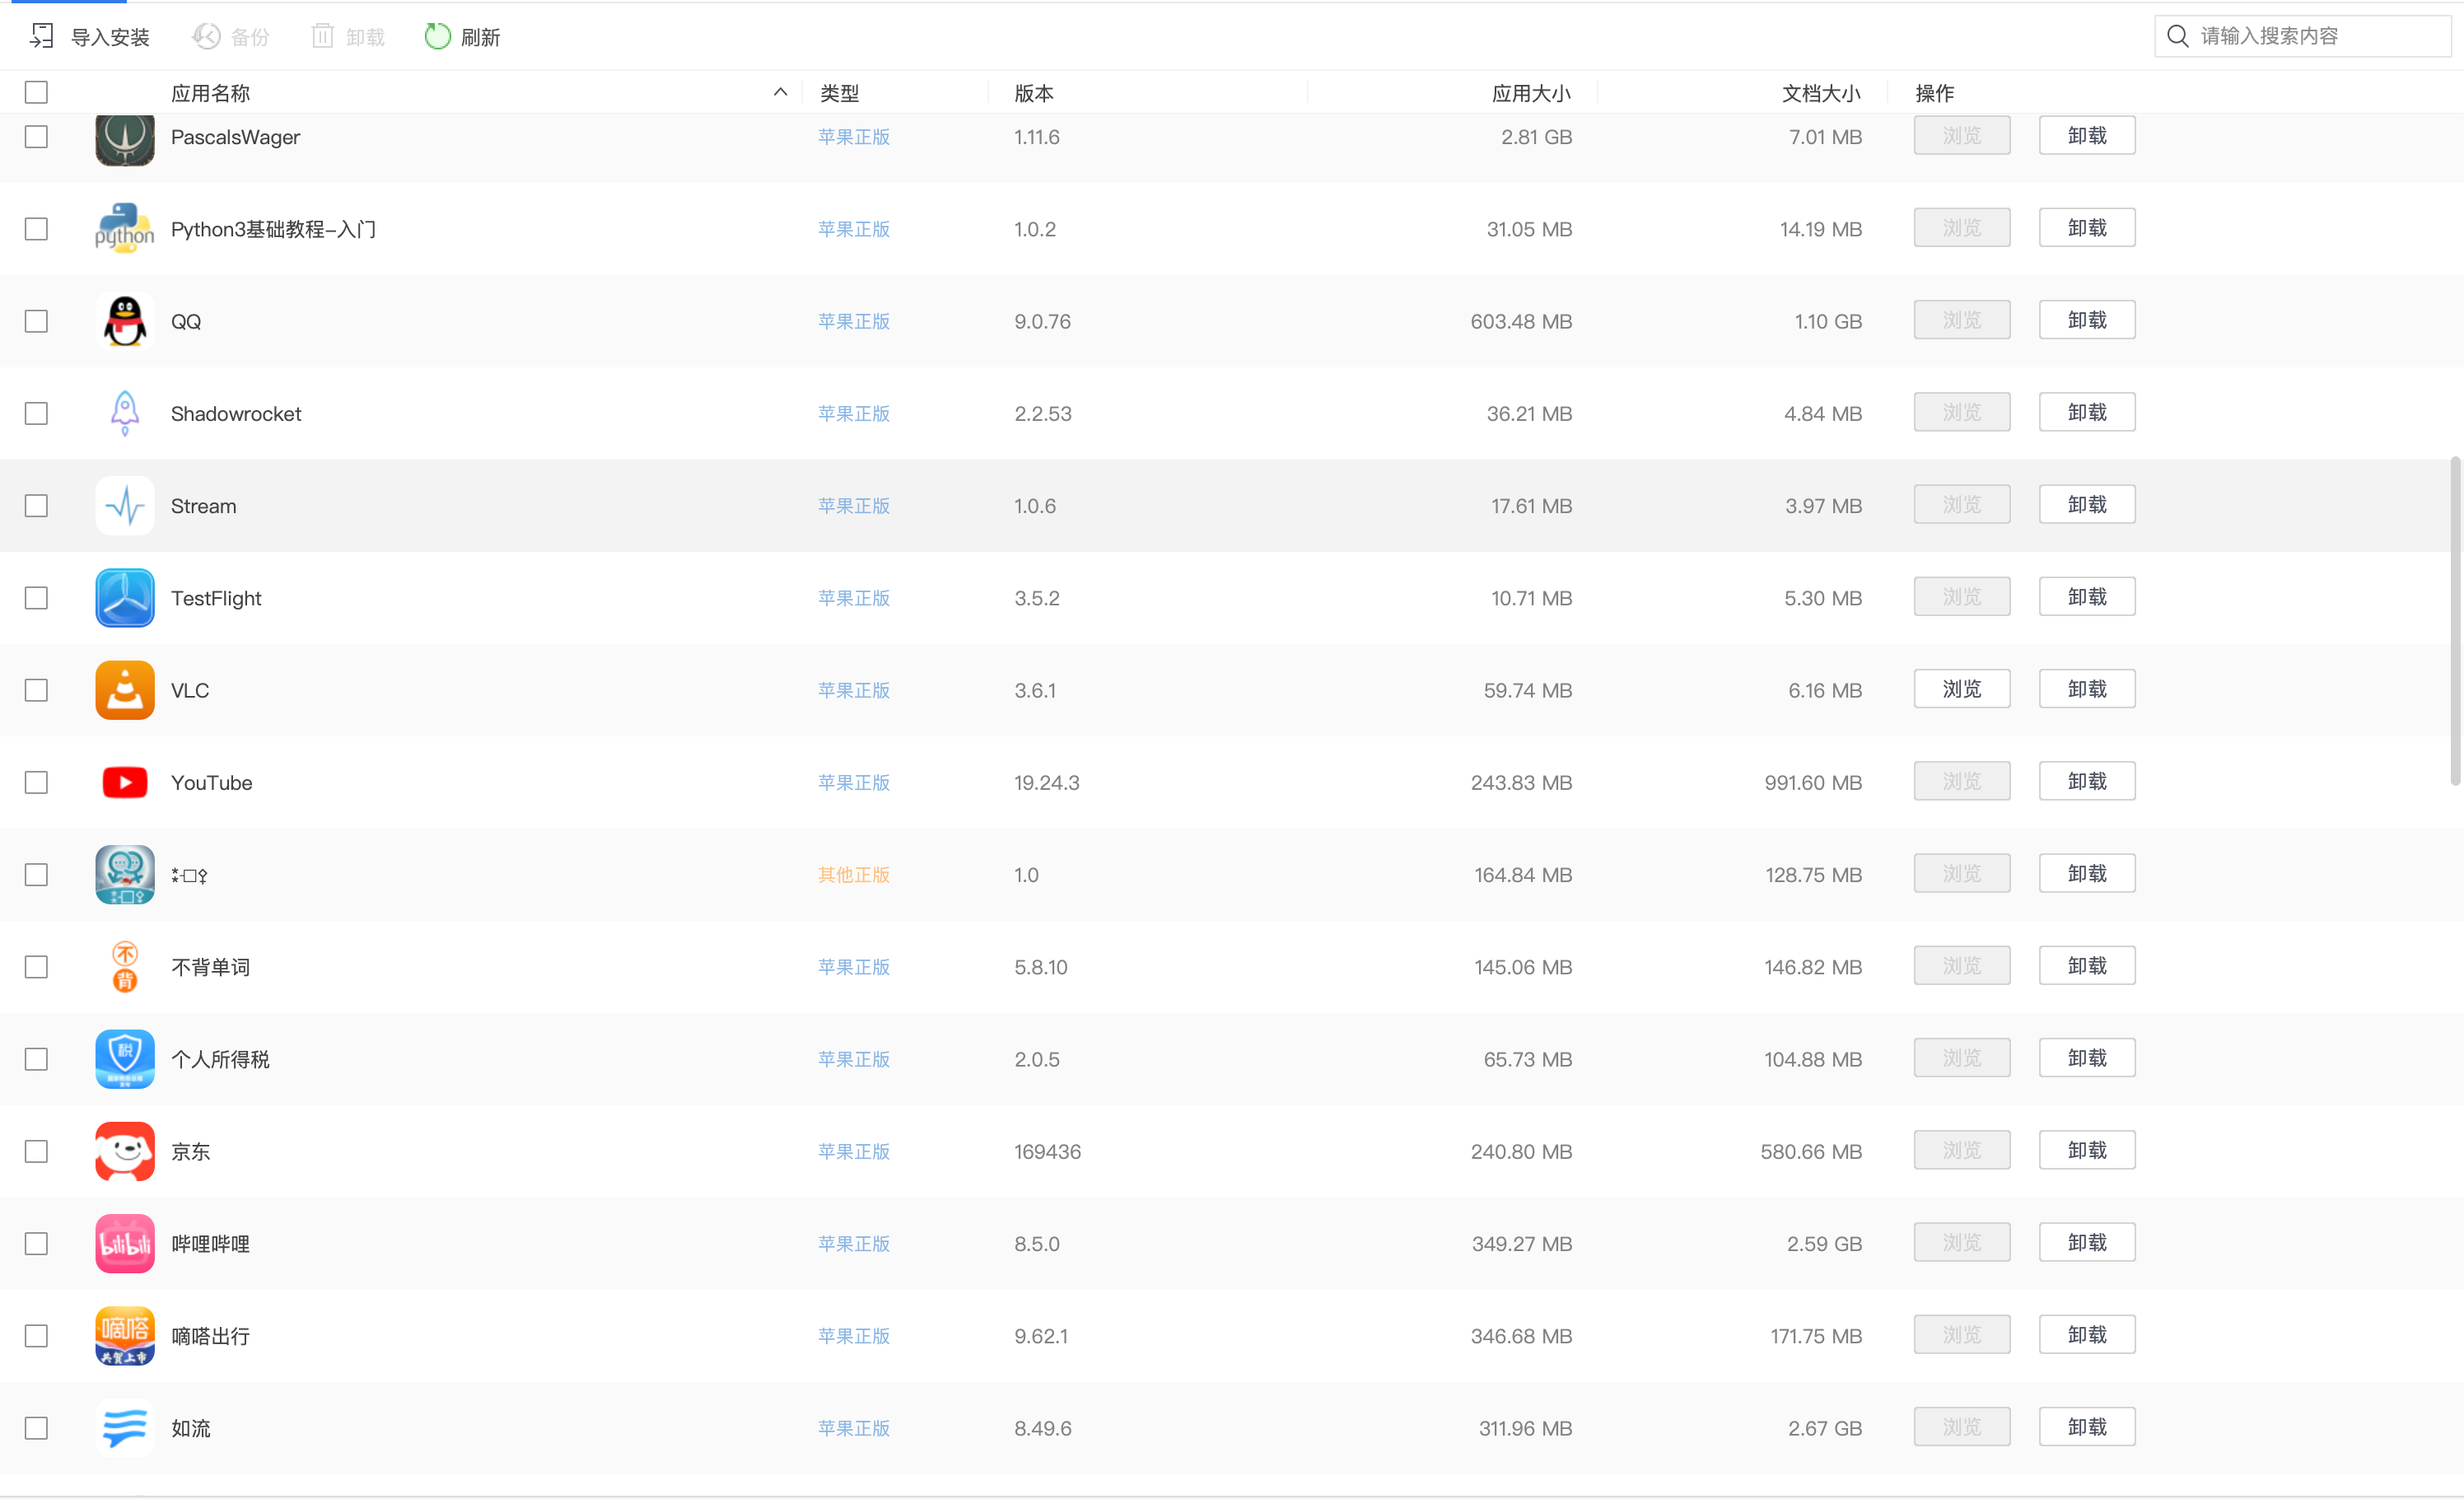 导入安装 备份 卸载 刷新 请输入搜索内容
应用名称 类型 版本 应用大小 文档大小 操作
PascalsWager 苹果正版 1.11.6 2.81 GB 7.01 MB 浏览 卸载
python Python3基础教程-入门 苹果正版 1.0.2 31.05 MB 14.19 MB 浏览 卸载
QQ 苹果正版 9.0.76 603.48 MB 1.10 GB 浏览 卸载
Shadowrocket 苹果正版 2.2.53 36.21 MB 4.84 MB 浏览 卸载
Stream 苹果正版 1.0.6 17.61 MB 3.97 MB 浏览 卸载
TestFlight 苹果正版 3.5.2 10.71 MB 5.30 MB 浏览 卸载
VLC 苹果正版 3.6.1 59.74 MB 6.16 MB 浏览 卸载
YouTube 苹果正版 19.24.3 243.83 MB 991.60 MB 浏览 卸载
其他正版 1.0 164.84 MB 128.75 MB 浏览 卸载
不背 不背单词 苹果正版 5.8.10 145.06 MB 146.82 MB 浏览 卸载
税 个人所得税 苹果正版 2.0.5 65.73 MB 104.88 MB 浏览 卸载
京东 苹果正版 169436 240.80 MB 580.66 MB 浏览 卸载
bilibili 哔哩哔哩 苹果正版 8.5.0 349.27 MB 2.59 GB 浏览 卸载
嘀嗒 共贺上市 嘀嗒出行 苹果正版 9.62.1 346.68 MB 171.75 MB 浏览 卸载
如流 苹果正版 8.49.6 311.96 MB 2.67 GB 浏览 卸载